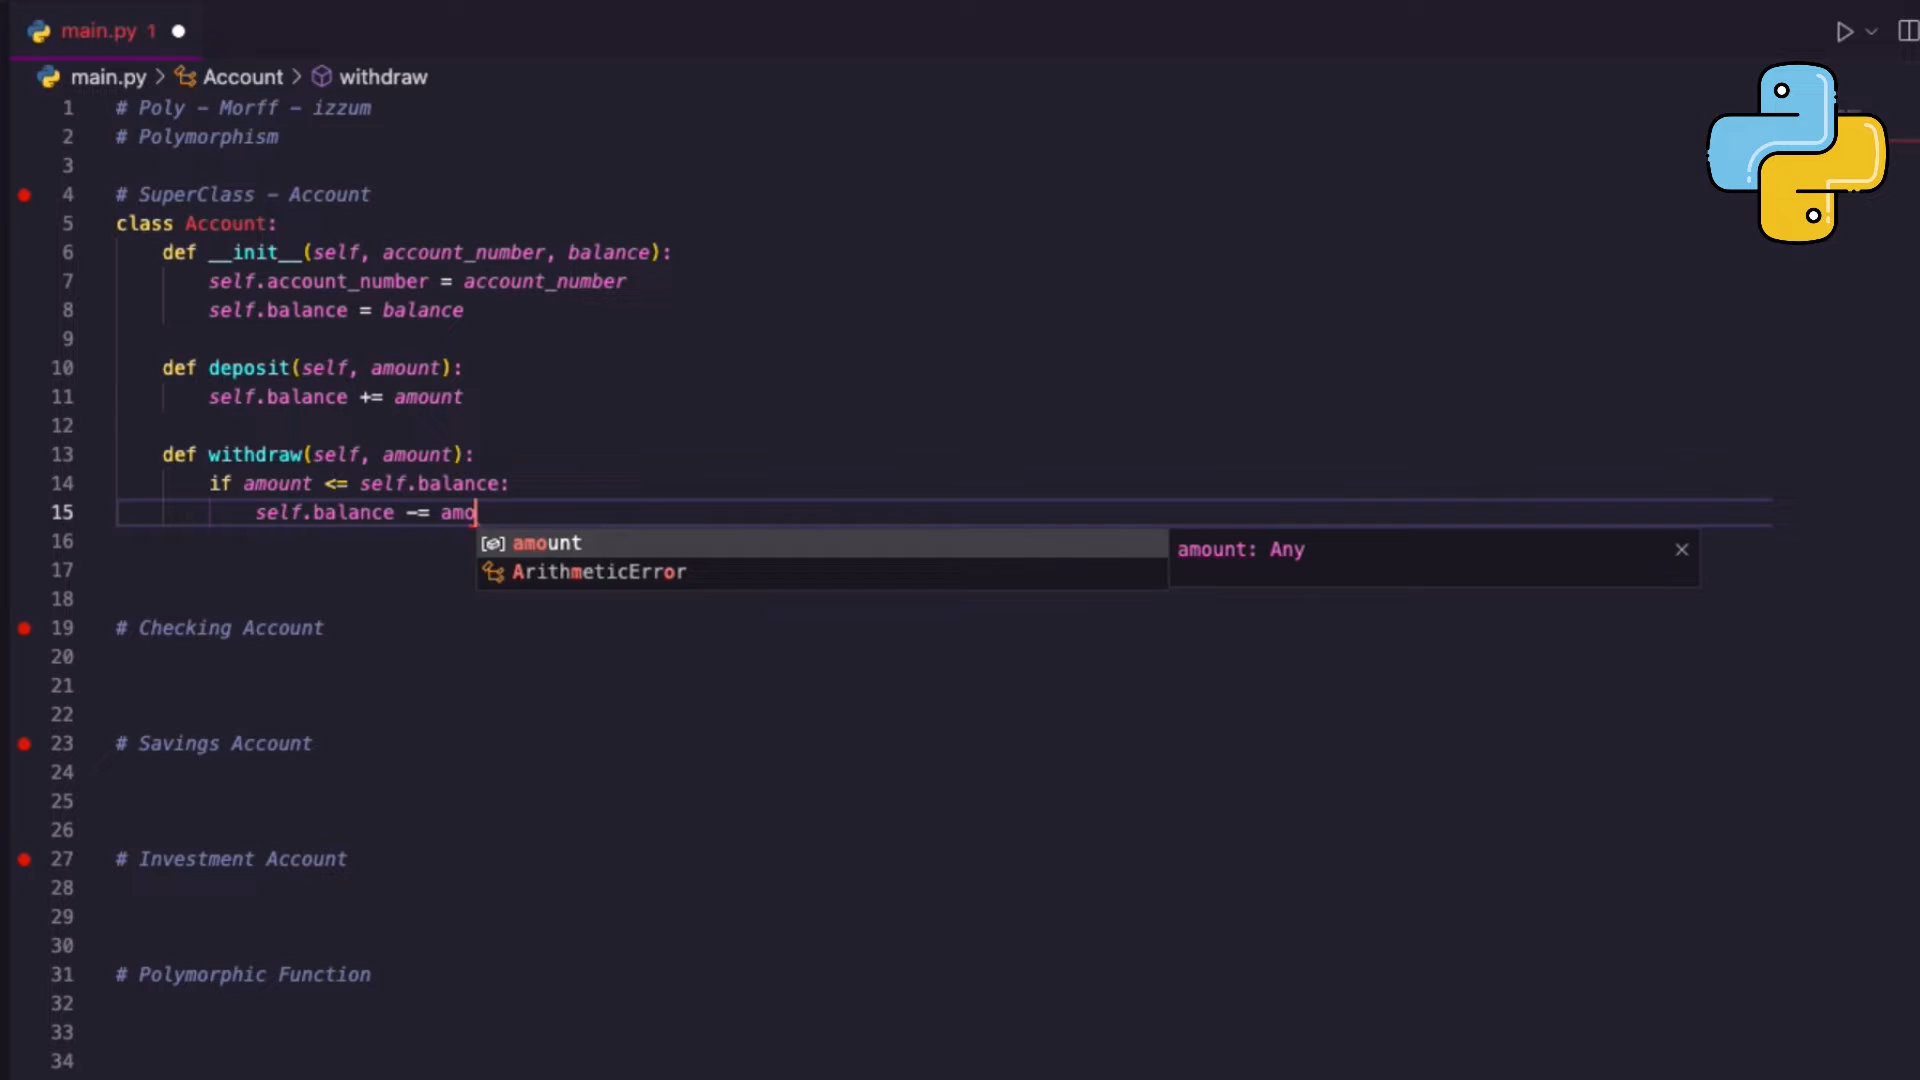 main.py 1
main.py > Account > withdraw
1 # Poly - Morff - izzum
2 # Polymorphism
3
4 # SuperClass - Account
5 class Account:
6 def __init__(self, account_number, balance):
7 self.account_number = account_number
8 self.balance = balance
9
10 def deposit(self, amount):
11 self.balance += amount
12
13 def withdraw(self, amount):
14 if amount <= self.balance:
15 self.balance -= amo
16 amount amount: Any
17 ArithmeticError
18
19 # Checking Account
20
21
22
23 # Savings Account
24
25
26
27 # Investment Account
28
29
30
31 # Polymorphic Function
32
33
34